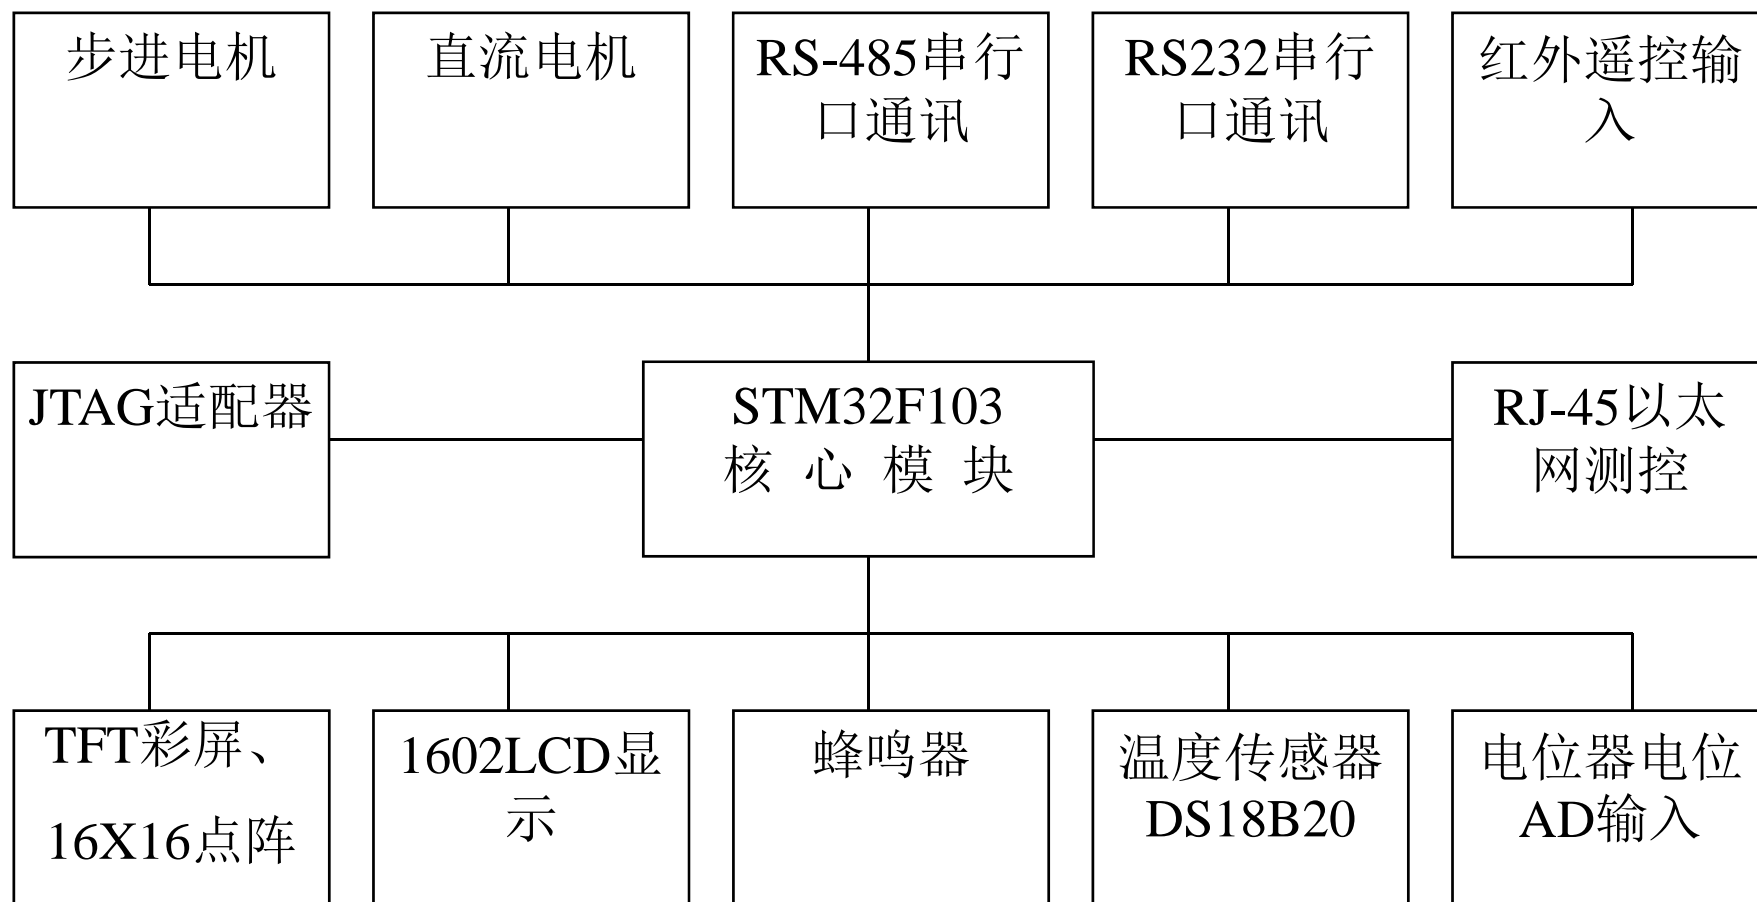 步进电机
直流电机
RS-485串行
口通讯
RS232串行
口通讯
红外遥控输
入
JTAG适配器
STM32F103
核 心 模 块
RJ-45以太
网测控
TFT彩屏、
16X16点阵
1602LCD显
示
蜂鸣器
温度传感器
DS18B20
电位器电位
AD输入